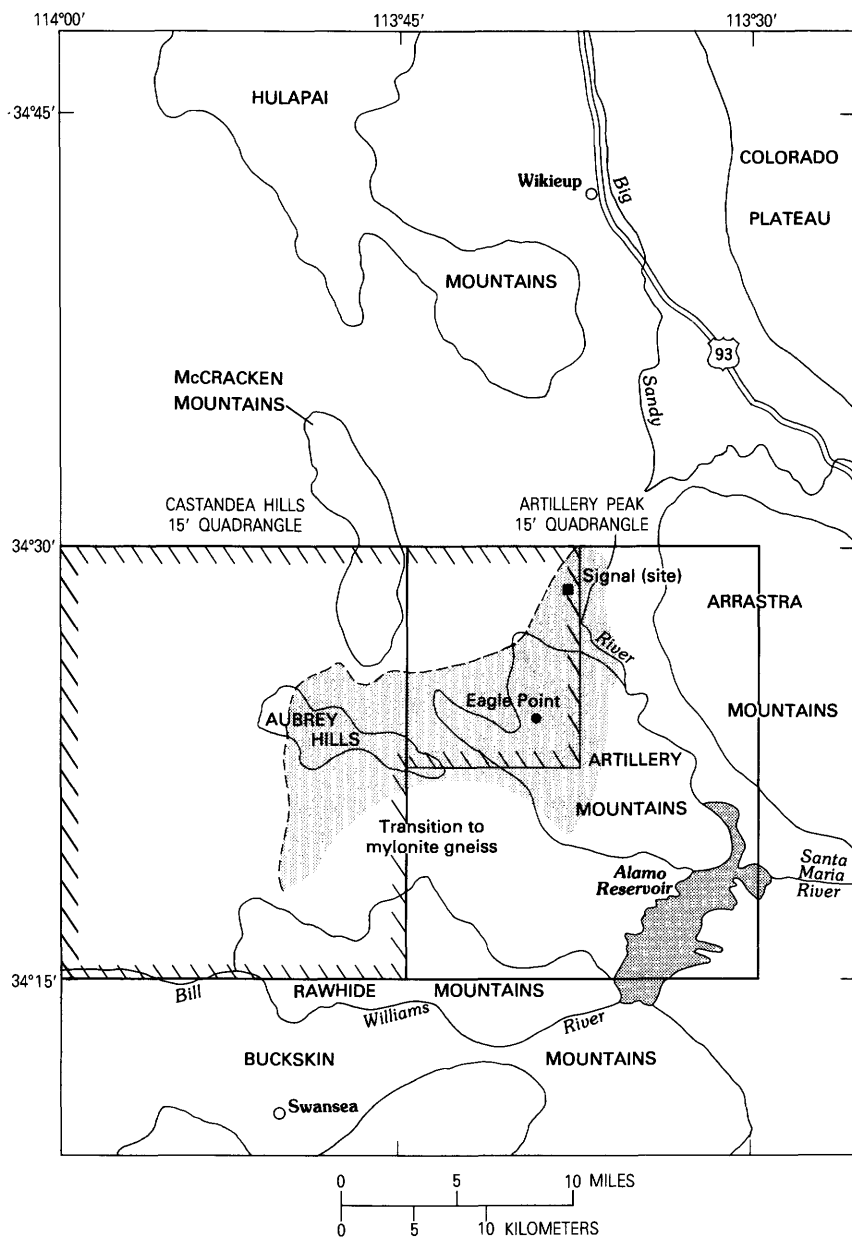 114°00′
113°45′
113°30′
34°45′
HULAPAI
COLORADO
PLATEAU
Wikieup
Big
MOUNTAINS
93
McCRACKEN
MOUNTAINS
Sandy
CASTANDEA HILLS
15′ QUADRANGLE
ARTILLERY PEAK
15′ QUADRANGLE
34°30′
Signal (site)
ARRASTRA
River
MOUNTAINS
Eagle Point
AUBREY
HILLS
ARTILLERY
MOUNTAINS
Transition to
mylonite gneiss
Alamo
Reservoir
Santa
Maria
River
34°15′
Bill
RAWHIDE MOUNTAINS
Williams
River
BUCKSKIN MOUNTAINS
Swansea
0 5 10 MILES
0 5 10 KILOMETERS